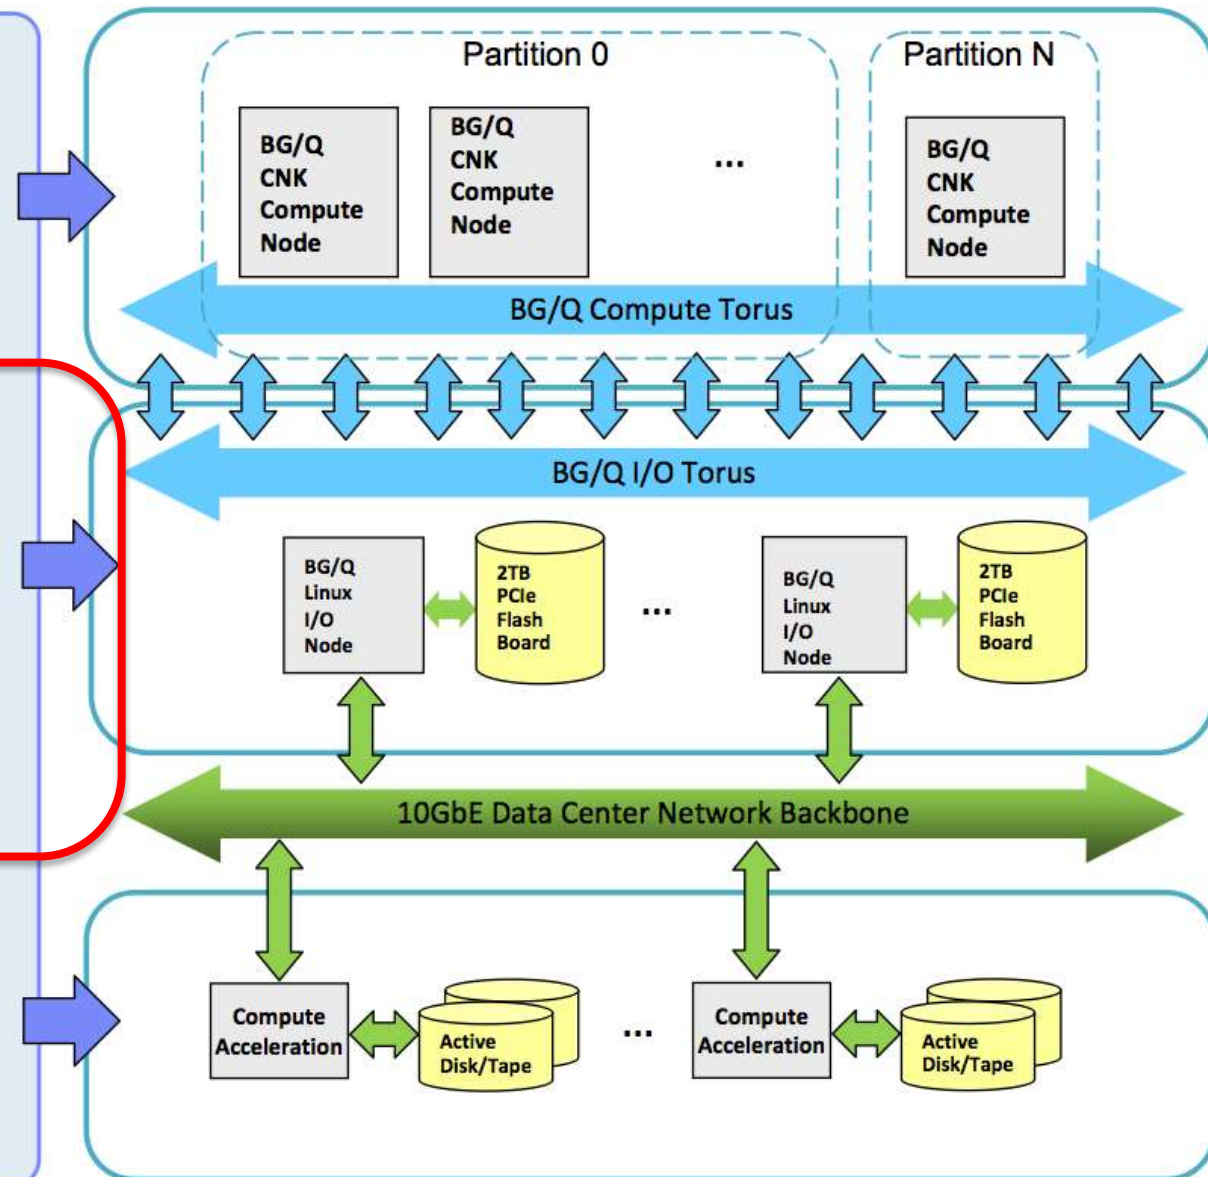 Partition 0
Partition N
BG/Q
CNK
Compute
Node
BG/Q
CNK
Compute
Node
...
BG/Q
CNK
Compute
Node
BG/Q Compute Torus
BG/Q I/O Torus
BG/Q
Linux
I/O
Node
2TB
PCIe
Flash
Board
...
BG/Q
Linux
I/O
Node
2TB
PCIe
Flash
Board
10GbE Data Center Network Backbone
Compute
Acceleration
Active
Disk/Tape
...
Compute
Acceleration
Active
Disk/Tape